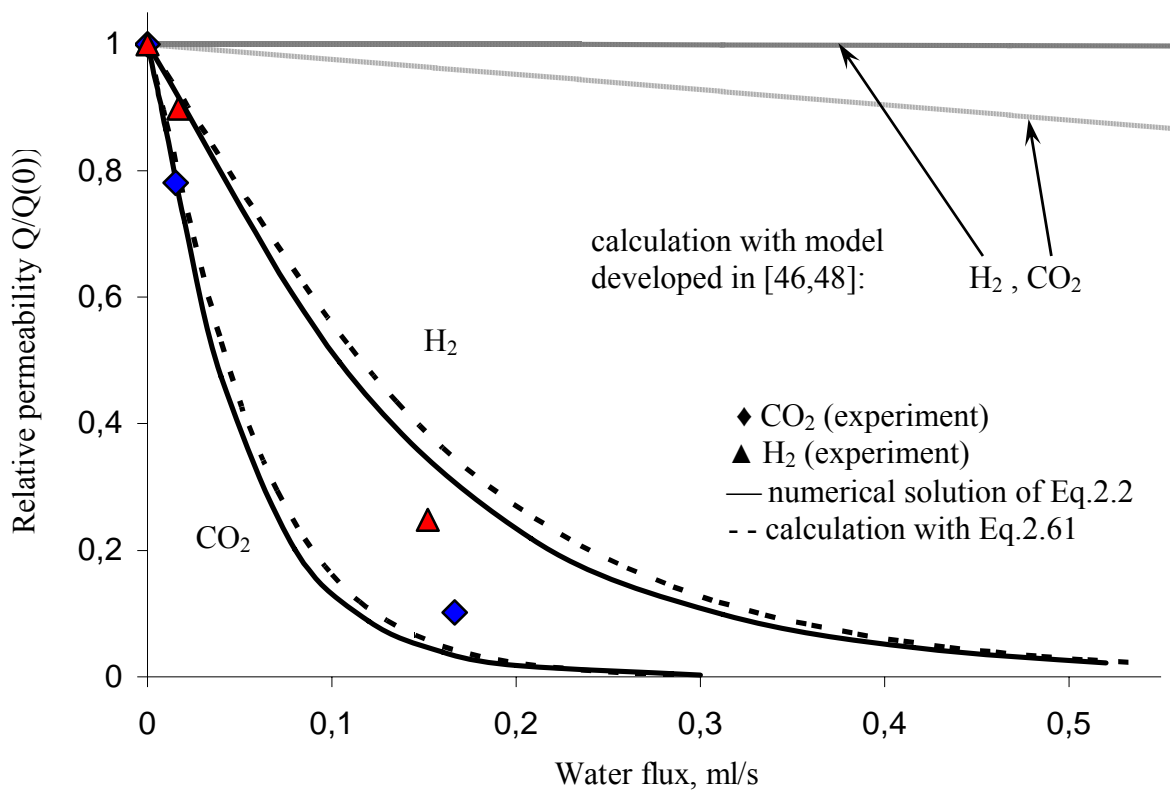 Relative permeability Q/Q(0)]
1
0,8
0,6
0,4
0,2
0
0
0,1
0,2
0,3
0,4
0,5
Water flux, ml/s
calculation with model
developed in [46,48]:
H₂ , CO₂
H₂
CO₂
♦ CO₂ (experiment)
▲ H₂ (experiment)
— numerical solution of Eq.2.2
- - calculation with Eq.2.61